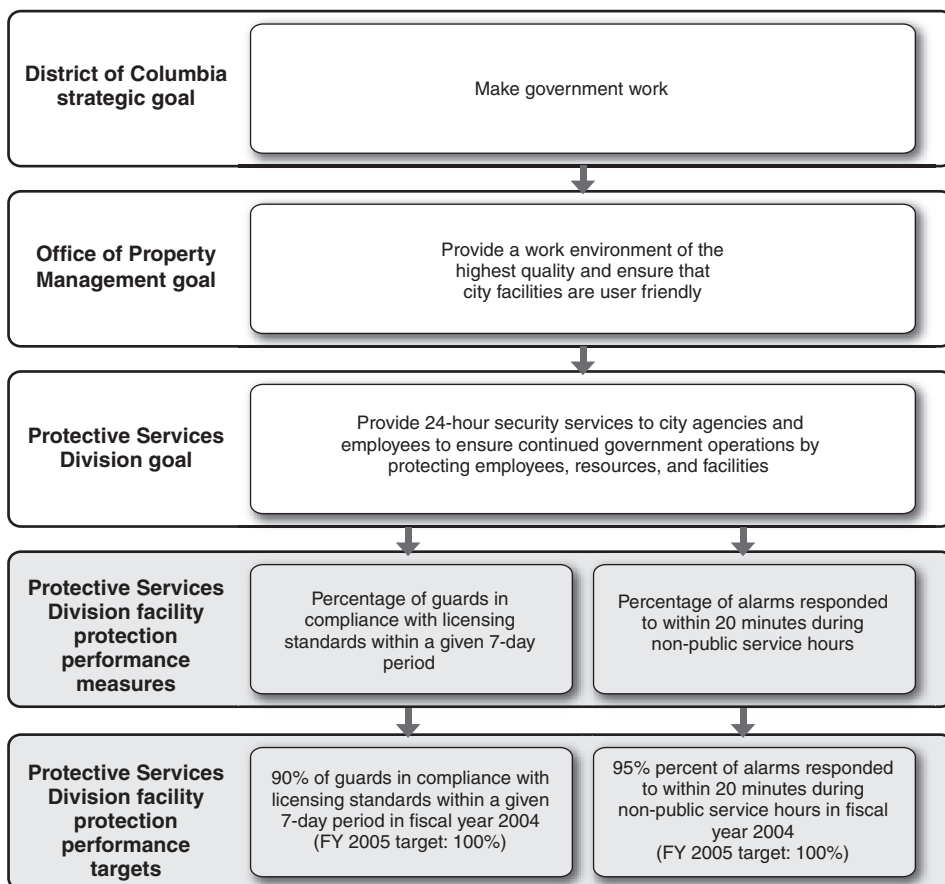 District of Columbia
strategic goal
Make government work
Office of Property
Management goal
Provide a work environment of the
highest quality and ensure that
city facilities are user friendly
Protective Services
Division goal
Provide 24-hour security services to city agencies and
employees to ensure continued government operations by
protecting employees, resources, and facilities
Protective Services
Division facility
protection
performance
measures
Percentage of guards in
compliance with licensing
standards within a given 7-day
period
Percentage of alarms responded
to within 20 minutes during
non-public service hours
Protective Services
Division facility
protection
performance
targets
90% of guards in compliance with
licensing standards within a given
7-day period in fiscal year 2004
(FY 2005 target: 100%)
95% percent of alarms responded
to within 20 minutes during
non-public service hours in fiscal
year 2004
(FY 2005 target: 100%)